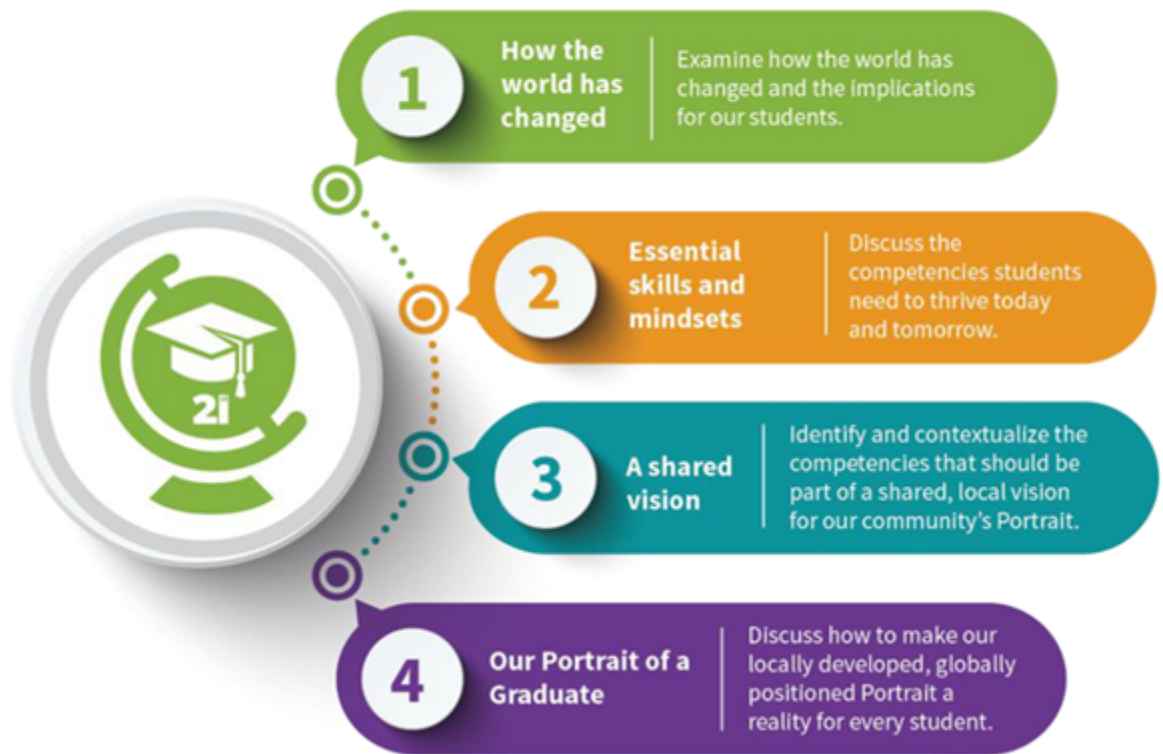 1
How the
world has
changed
Examine how the world has
changed and the implications
for our students.
2
Essential
skills and
mindsets
Discuss the
competencies students
need to thrive today
and tomorrow.
2i
3
A shared
vision
Identify and contextualize the
competencies that should be
part of a shared, local vision
for our community’s Portrait.
4
Our Portrait of a
Graduate
Discuss how to make our
locally developed, globally
positioned Portrait a
reality for every student.